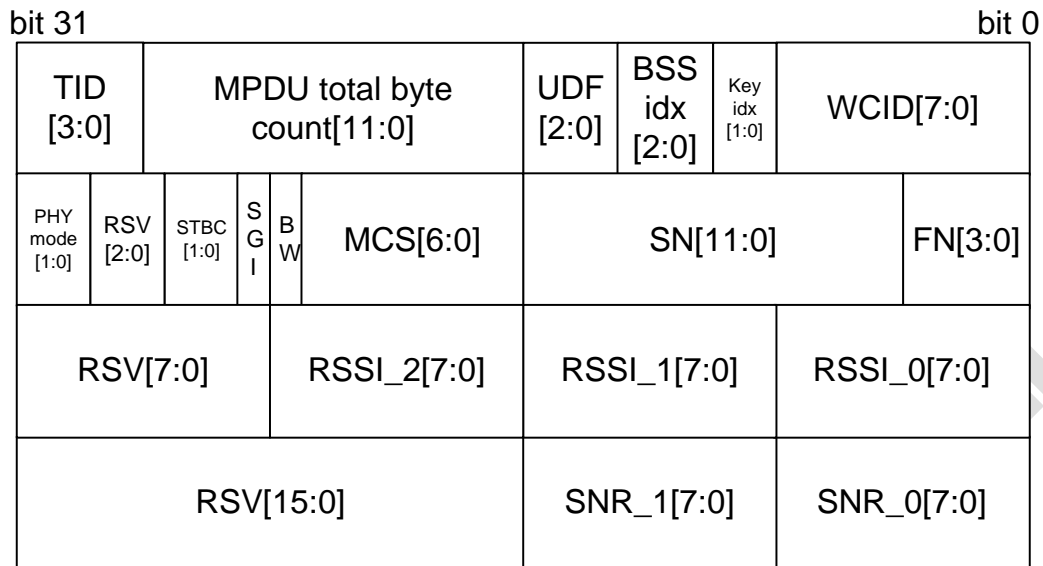 bit 31 bit 0
TID
[3:0]
MPDU total byte
count[11:0]
UDF
[2:0]
BSS
idx
[2:0]
Key
idx
[1:0]
WCID[7:0]
PHY
mode
[1:0]
RSV
[2:0]
STBC
[1:0]
S
G
I
B
W
MCS[6:0]
SN[11:0]
FN[3:0]
RSV[7:0]
RSSI_2[7:0]
RSSI_1[7:0]
RSSI_0[7:0]
RSV[15:0]
SNR_1[7:0]
SNR_0[7:0]